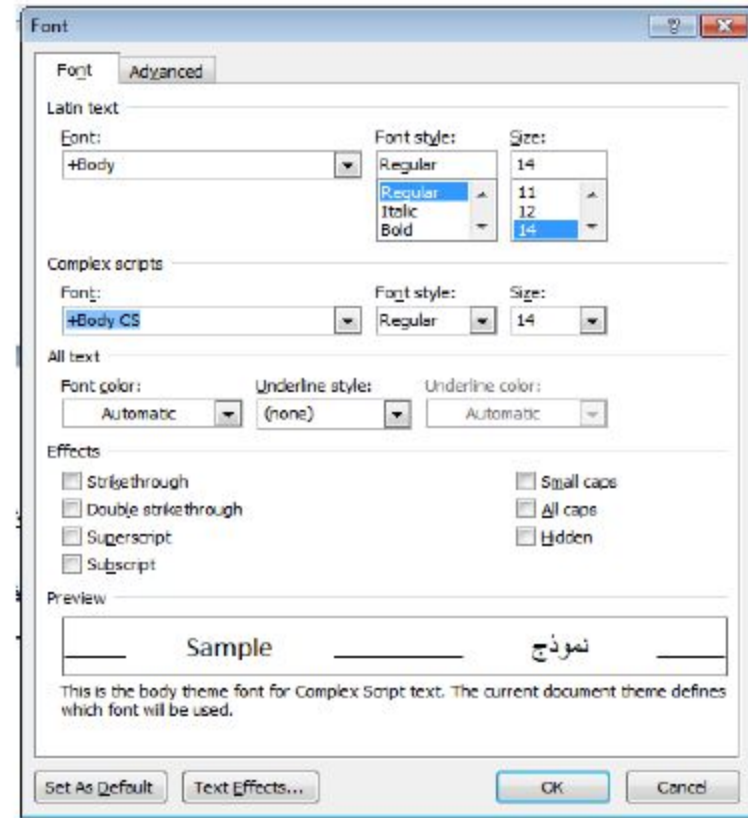 Font
Font Advanced
Latin text
Font: Font style: Size:
+Body Regular 14
Regular 11
Italic 12
Bold 14
Complex scripts
Font: Font style: Size:
+Body CS Regular 14
All text
Font color: Underline style: Underline color:
Automatic (none) Automatic
Effects
Strikethrough Small caps
Double strikethrough All caps
Superscript Hidden
Subscript
Preview
Sample نموذج
This is the body theme font for Complex Script text. The current document theme defines
which font will be used.
Set As Default Text Effects... OK Cancel